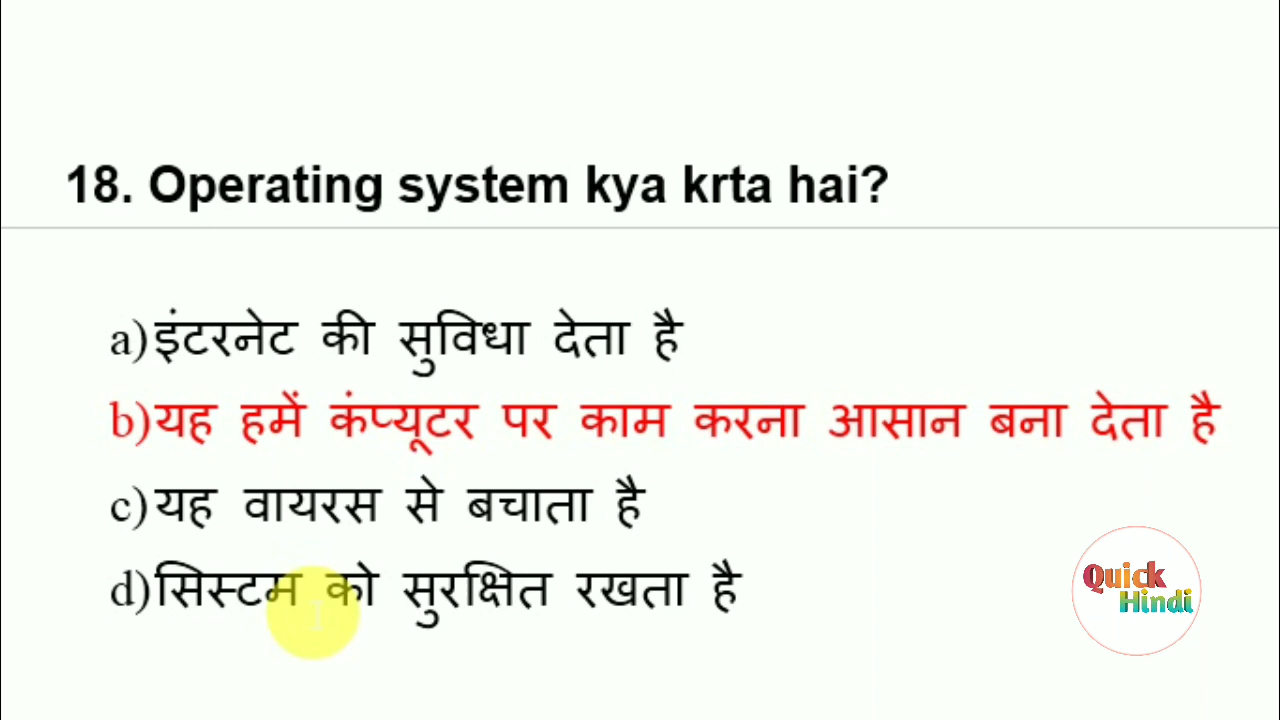 18. Operating system kya krta hai?
a)इंटरनेट की सुविधा देता है
b)यह हमें कंप्यूटर पर काम करना आसान बना देता है
c)यह वायरस से बचाता है
d)सिस्टम को सुरक्षित रखता है
Quick
Hindi